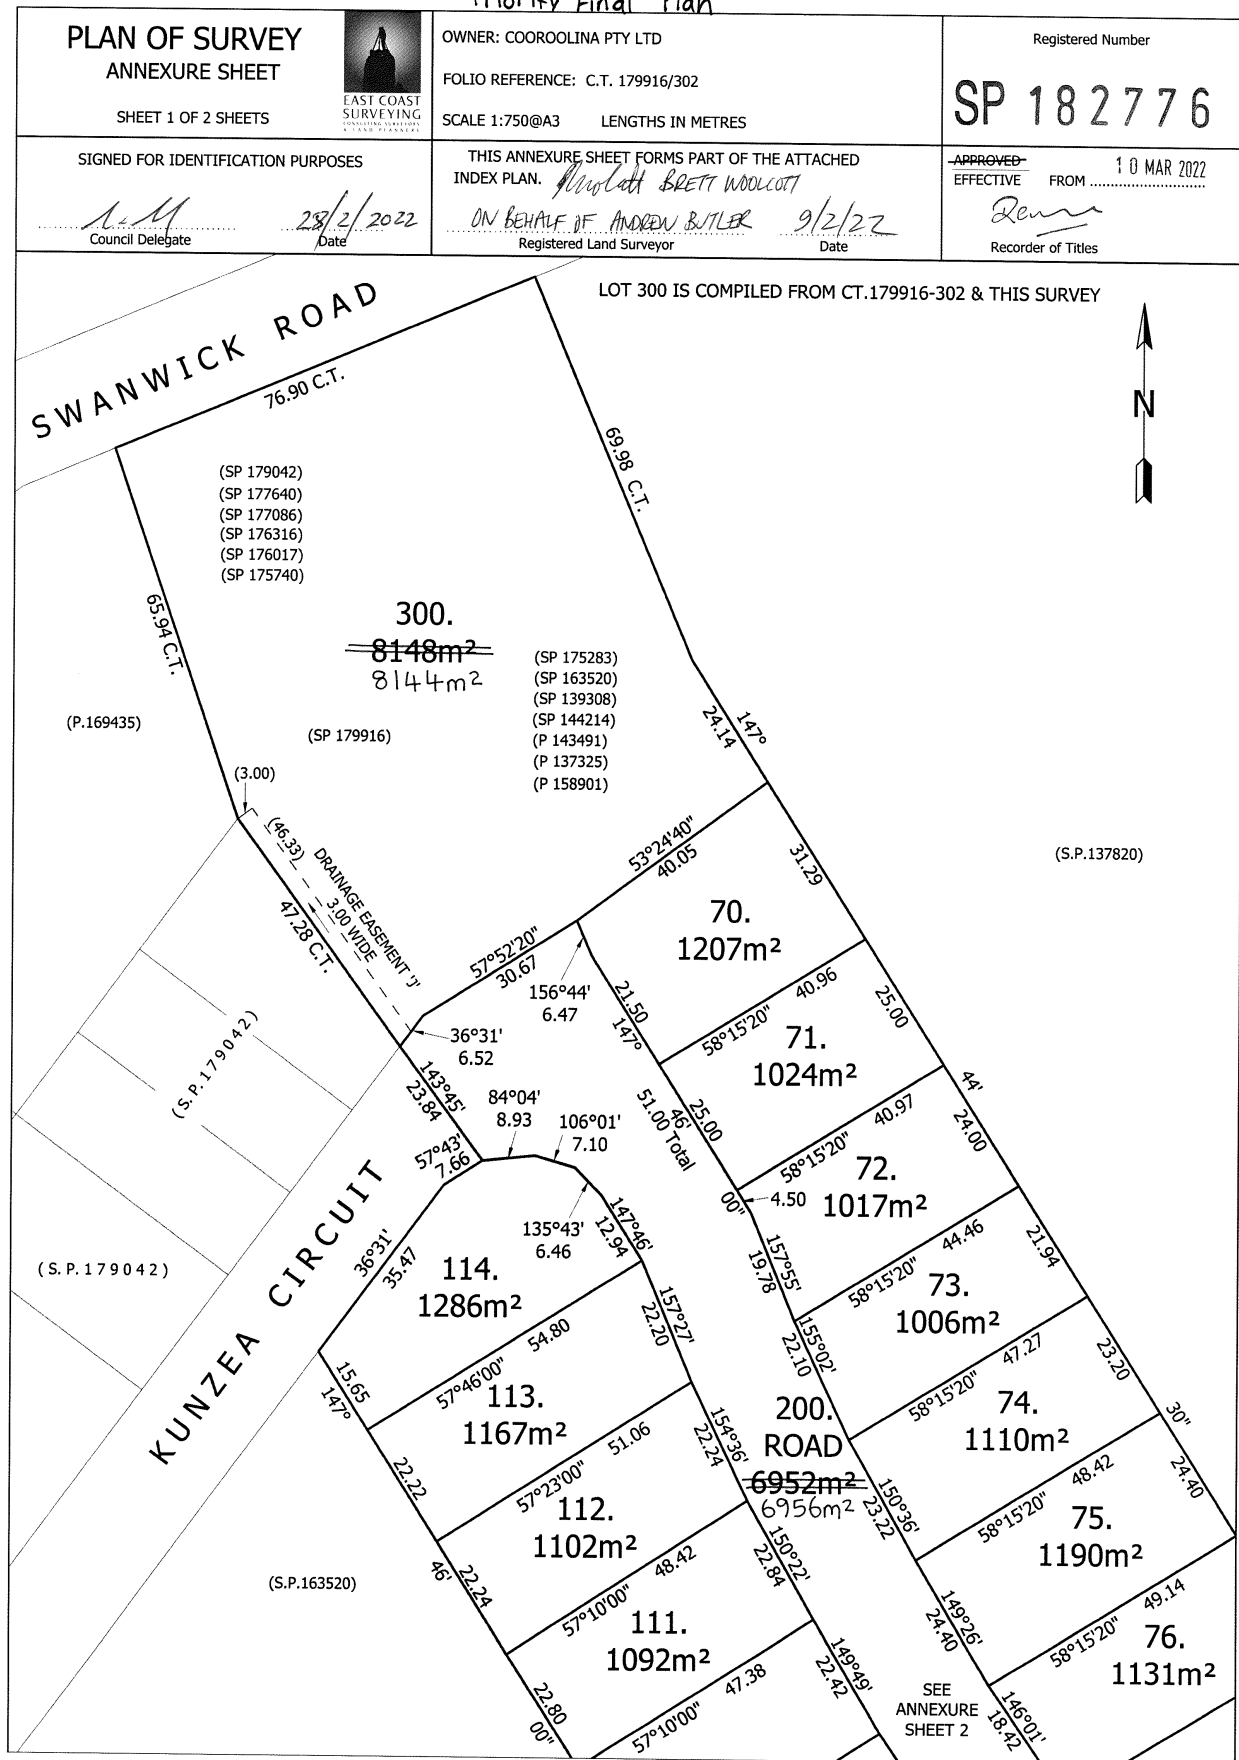 Priority Final Plan
PLAN OF SURVEY
ANNEXURE SHEET
SHEET 1 OF 2 SHEETS
EAST COAST
SURVEYING
CONSULTING SURVEYORS
& LAND PLANNERS
OWNER: COOROOLINA PTY LTD
FOLIO REFERENCE: C.T. 179916/302
SCALE 1:750@A3 LENGTHS IN METRES
Registered Number
SP 182776
SIGNED FOR IDENTIFICATION PURPOSES
28/2/2022
Council Delegate Date
THIS ANNEXURE SHEET FORMS PART OF THE ATTACHED
INDEX PLAN. BRETT WOOLCOTT
ON BEHALF OF ANDREW BUTLER 9/2/22
Registered Land Surveyor Date
APPROVED
EFFECTIVE FROM 10 MAR 2022
Recorder of Titles
LOT 300 IS COMPILED FROM CT.179916-302 & THIS SURVEY
SWANWICK ROAD
76.90 C.T.
N
69.98 C.T.
(SP 179042)
(SP 177640)
(SP 177086)
(SP 176316)
(SP 176017)
(SP 175740)
65.94 C.T.
300.
8148m²
8144m²
(SP 175283)
(SP 163520)
(SP 139308)
(SP 144214)
(P 143491)
(P 137325)
(P 158901)
(P.169435)
(SP 179916)
24.14
147°
(3.00)
(46.33)
DRAINAGE EASEMENT 'J'
3.00 WIDE
47.28 C.T.
53°24'40"
40.05
31.29
(S.P.137820)
70.
1207m²
57°52'20"
30.67
156°44'
6.47
21.50
147°
40.96
58°15'20"
25.00
36°31'
6.52
71.
1024m²
(S.P.179042)
143°45'
23.84
84°04'
8.93
106°01'
7.10
46'
25.00
51.00 Total
44'
40.97
58°15'20"
24.00
57°43'
7.66
72.
1017m²
00"
4.50
135°43'
6.46
147°46'
12.94
157°55'
19.78
44.46
58°15'20"
21.94
(S.P.179042)
KUNZEA CIRCUIT
36°31'
35.47
114.
1286m²
73.
1006m²
54.80
57°46'00"
157°27'
22.20
155°02'
22.10
47.27
58°15'20"
23.20
15.65
147°
113.
1167m²
200.
ROAD
6952m²
6956m²
74.
1110m²
30"
51.06
57°23'00"
154°36'
22.24
22.22
48.42
58°15'20"
24.40
112.
1102m²
150°36'
23.22
75.
1190m²
46'
22.24
48.42
57°10'00"
150°22'
22.84
(S.P.163520)
49.14
58°15'20"
111.
1092m²
149°26'
24.40
76.
1131m²
22.80
00"
47.38
57°10'00"
149°49'
22.42
SEE
ANNEXURE
SHEET 2
146°01'
18.42